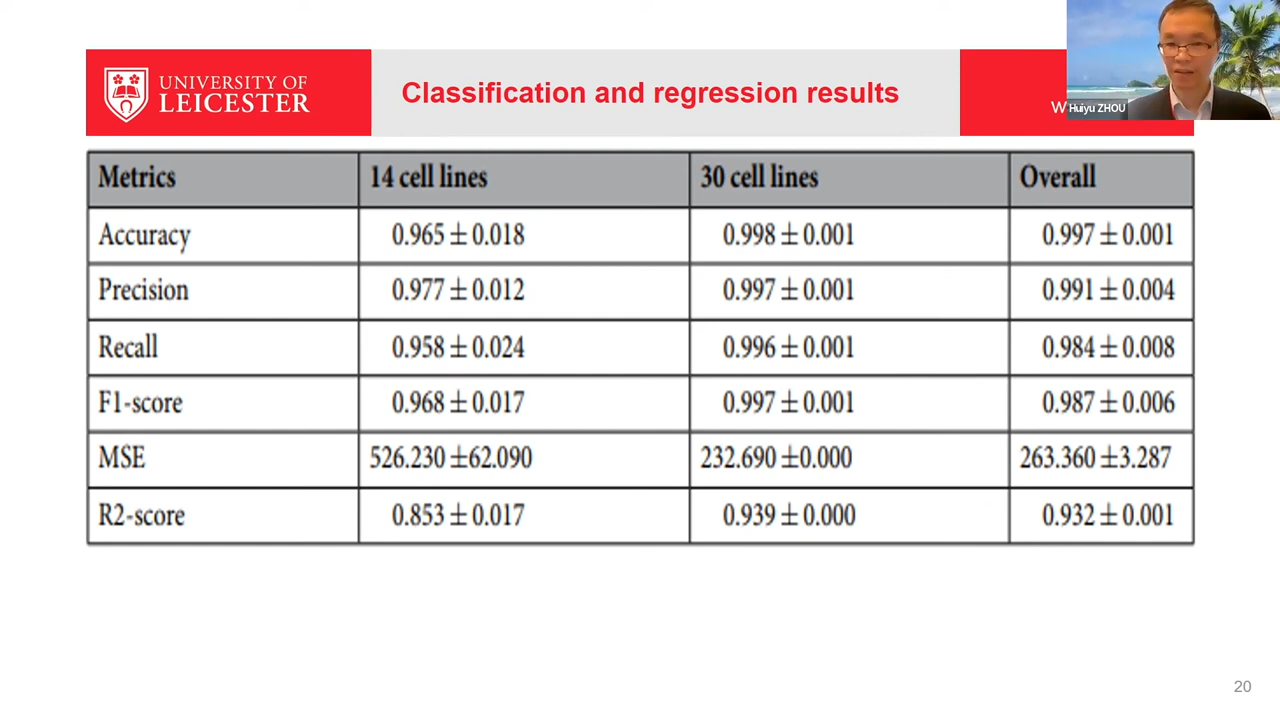 UNIVERSITY OF
LEICESTER
Classification and regression results
W
Huiyu ZHOU
Metrics 14 cell lines 30 cell lines Overall
Accuracy 0.965 ± 0.018 0.998 ± 0.001 0.997 ± 0.001
Precision 0.977 ± 0.012 0.997 ± 0.001 0.991 ± 0.004
Recall 0.958 ± 0.024 0.996 ± 0.001 0.984 ± 0.008
F1-score 0.968 ± 0.017 0.997 ± 0.001 0.987 ± 0.006
MSE 526.230 ±62.090 232.690 ±0.000 263.360 ±3.287
R2-score 0.853 ± 0.017 0.939 ± 0.000 0.932 ± 0.001
20